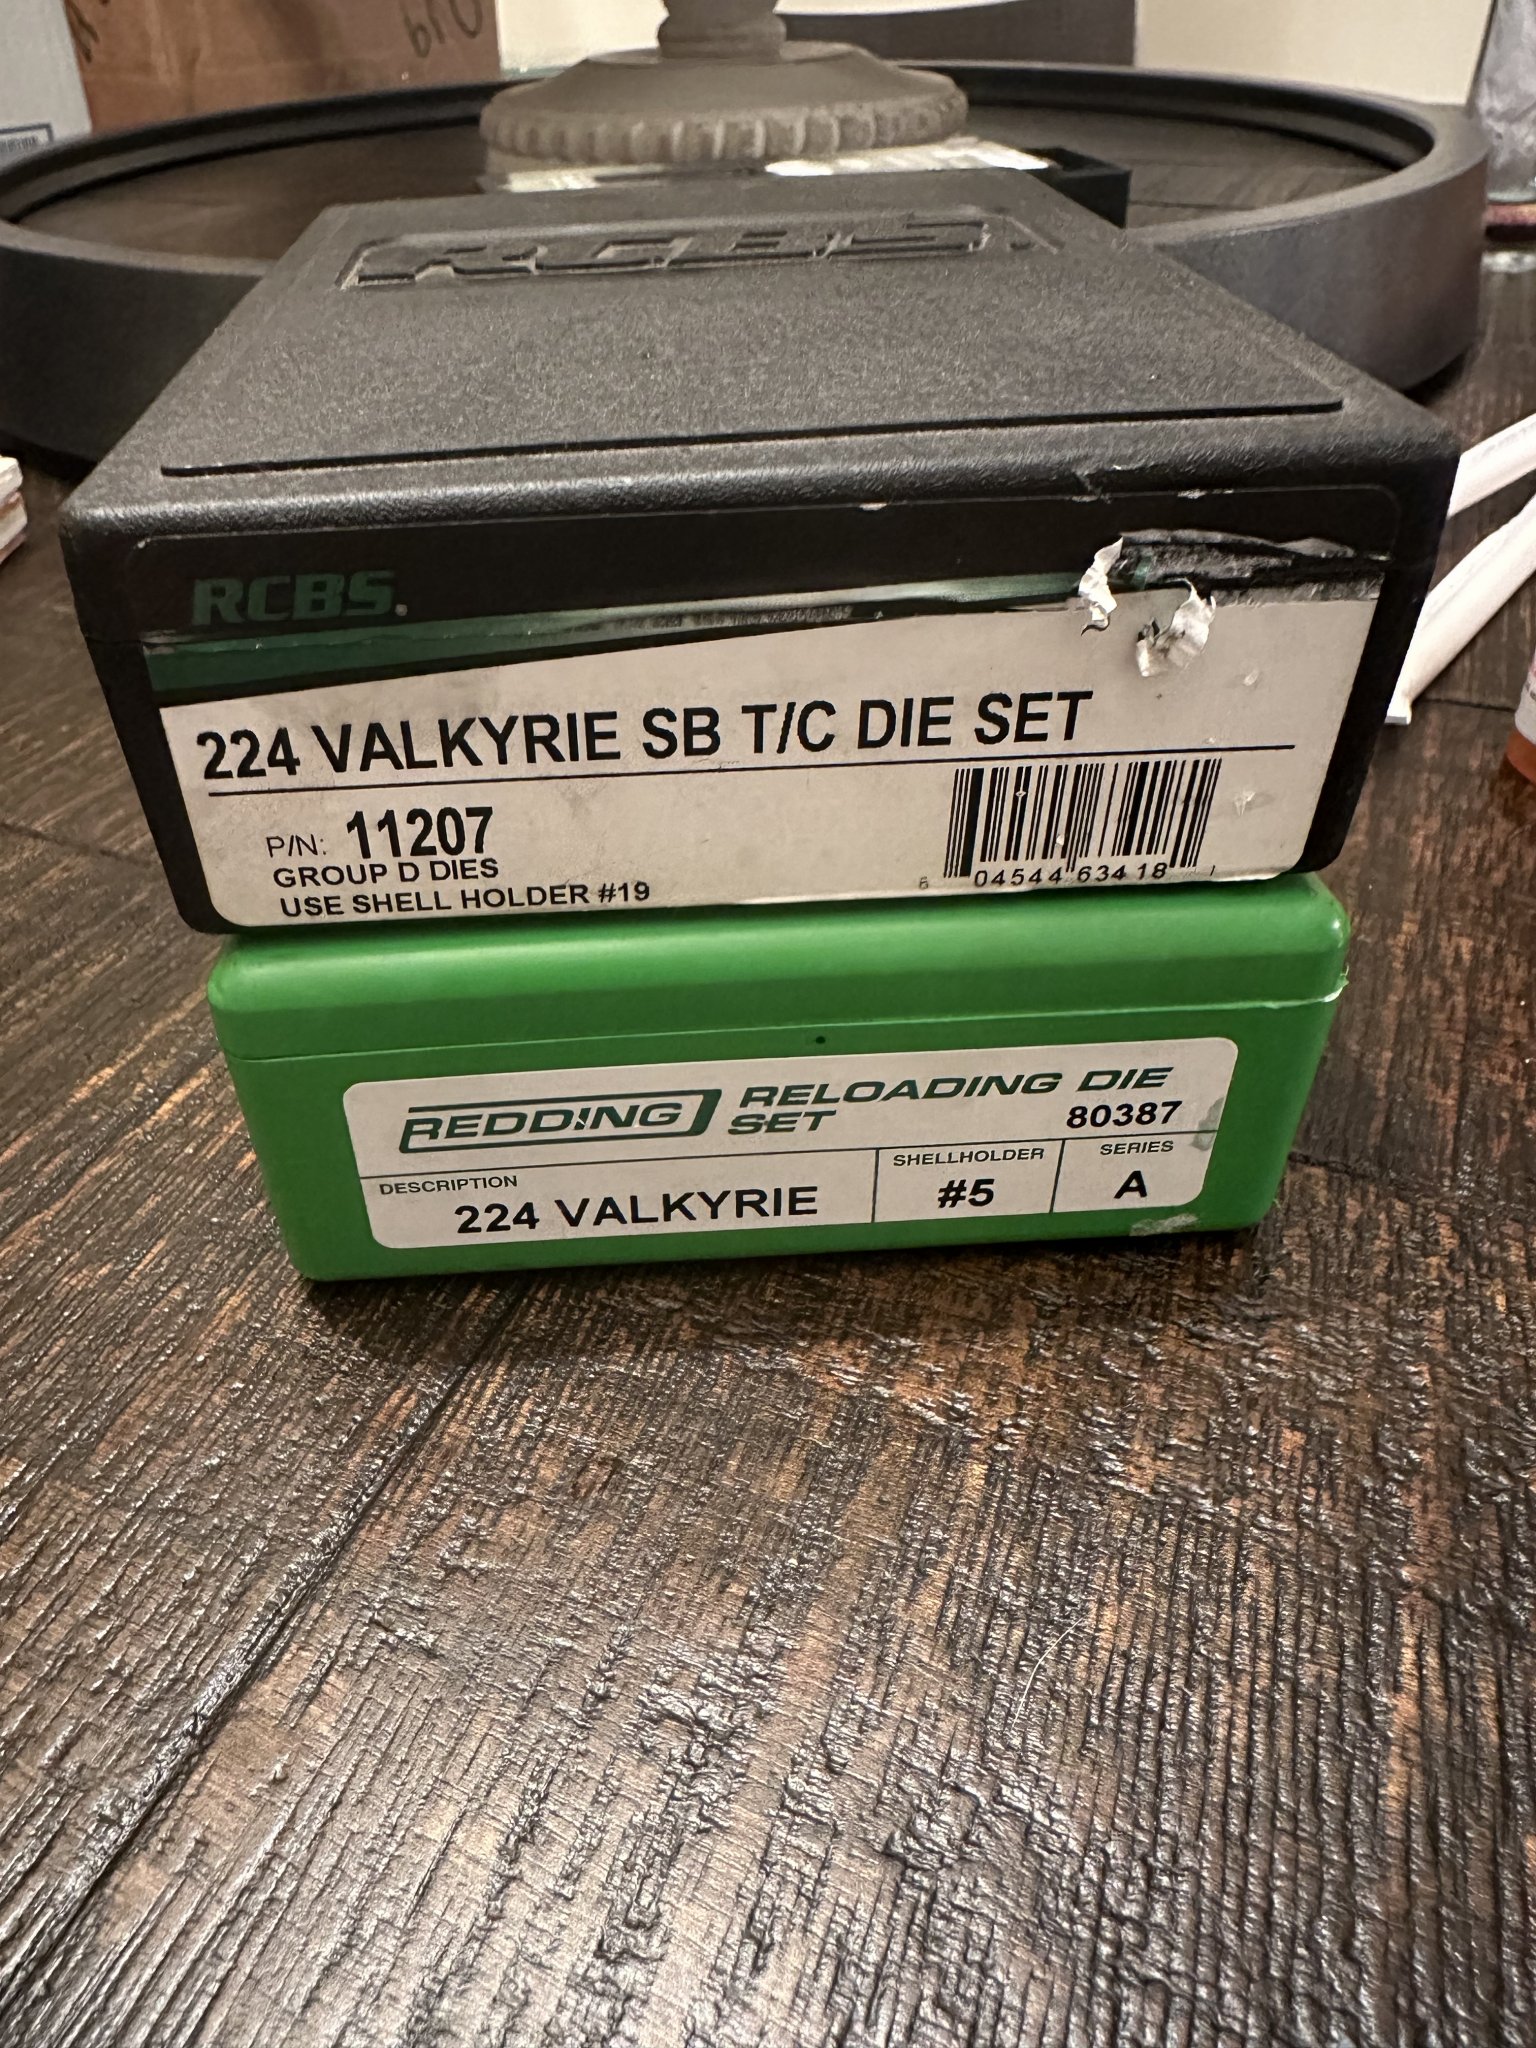 RCBS
RCBS.
224 VALKYRIE SB T/C DIE SET
P/N: 11207
GROUP D DIES
USE SHELL HOLDER #19
6 04544 63418 1
REDDING RELOADING DIE
SET 80387
DESCRIPTION SHELLHOLDER SERIES
224 VALKYRIE #5 A